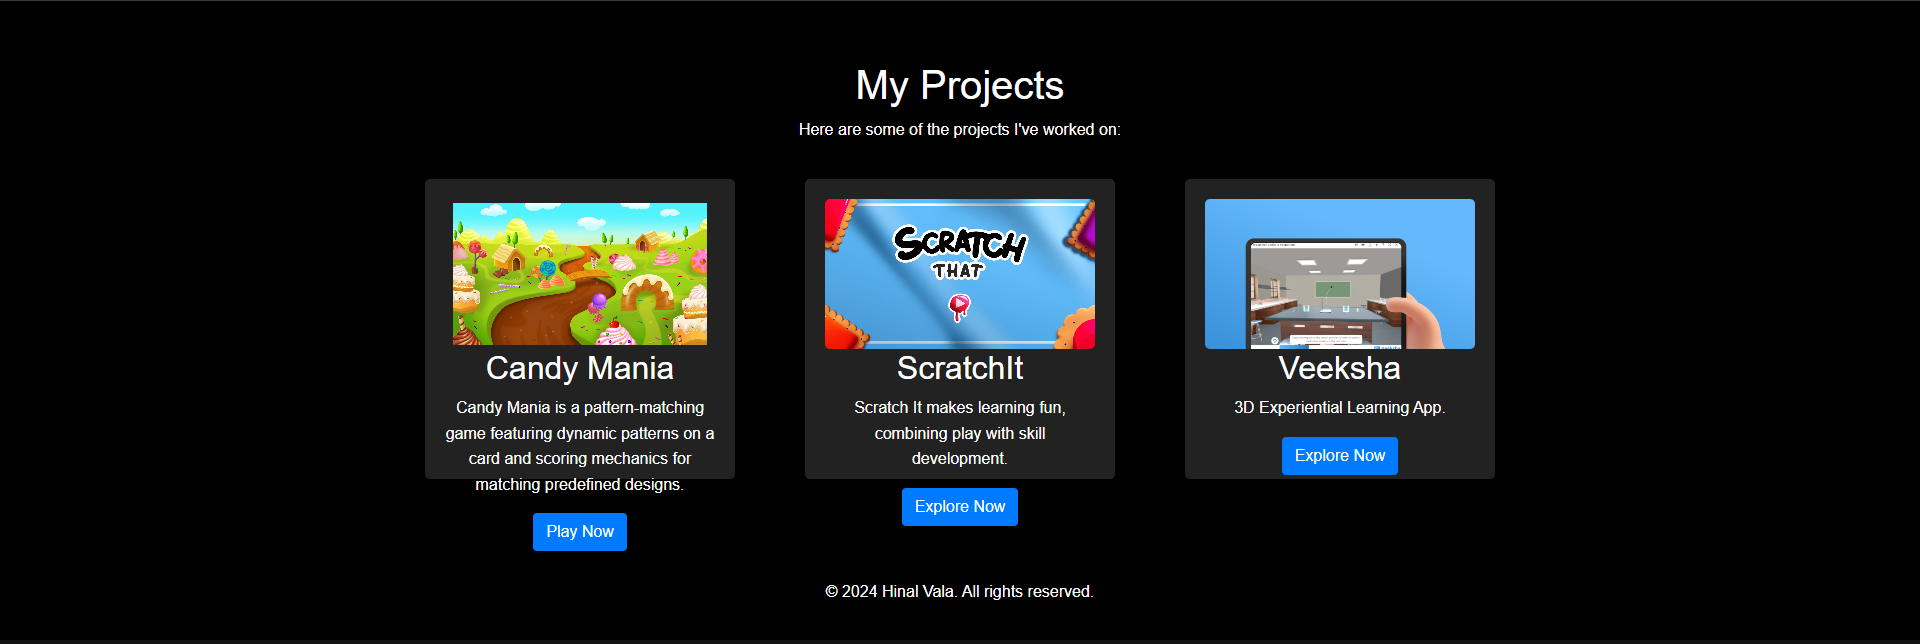 My Projects
Here are some of the projects I've worked on:
SCRATCH
THAT
Candy Mania
Candy Mania is a pattern-matching
game featuring dynamic patterns on a
card and scoring mechanics for
matching predefined designs.
Play Now
ScratchIt
Scratch It makes learning fun,
combining play with skill
development.
Explore Now
Veeksha
3D Experiential Learning App.
Explore Now
© 2024 Hinal Vala. All rights reserved.